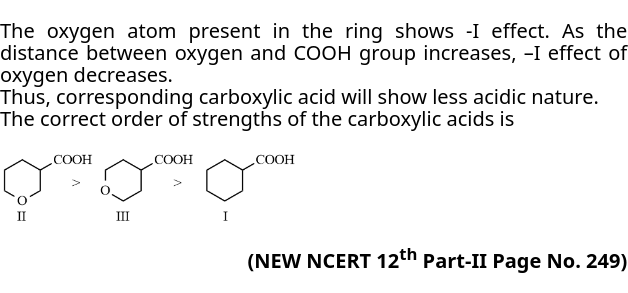 The oxygen atom present in the ring shows -I effect. As the
distance between oxygen and COOH group increases, –I effect of
oxygen decreases.
Thus, corresponding carboxylic acid will show less acidic nature.
The correct order of strengths of the carboxylic acids is
COOH COOH COOH
> >
O O
II III I
(NEW NCERT 12th Part-II Page No. 249)